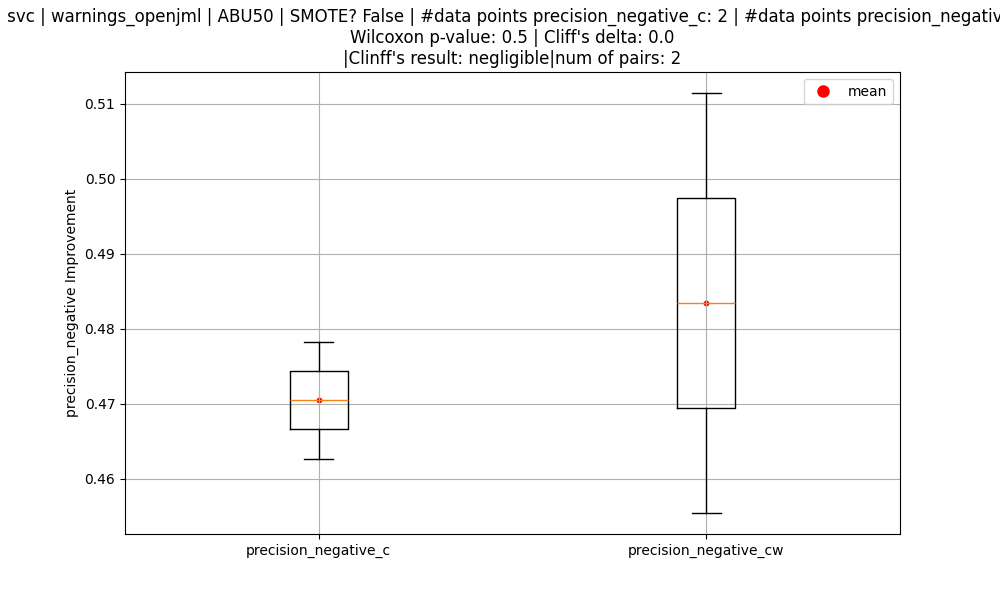 svc | warnings_openjml | ABU50 | SMOTE? False | #data points precision_negative_c: 2 | #data points precision_negativ
Wilcoxon p-value: 0.5 | Cliff's delta: 0.0
|Clinff's result: negligible|num of pairs: 2
mean
0.51
0.50
0.49
0.48
0.47
0.46
precision_negative Improvement
precision_negative_c
precision_negative_cw